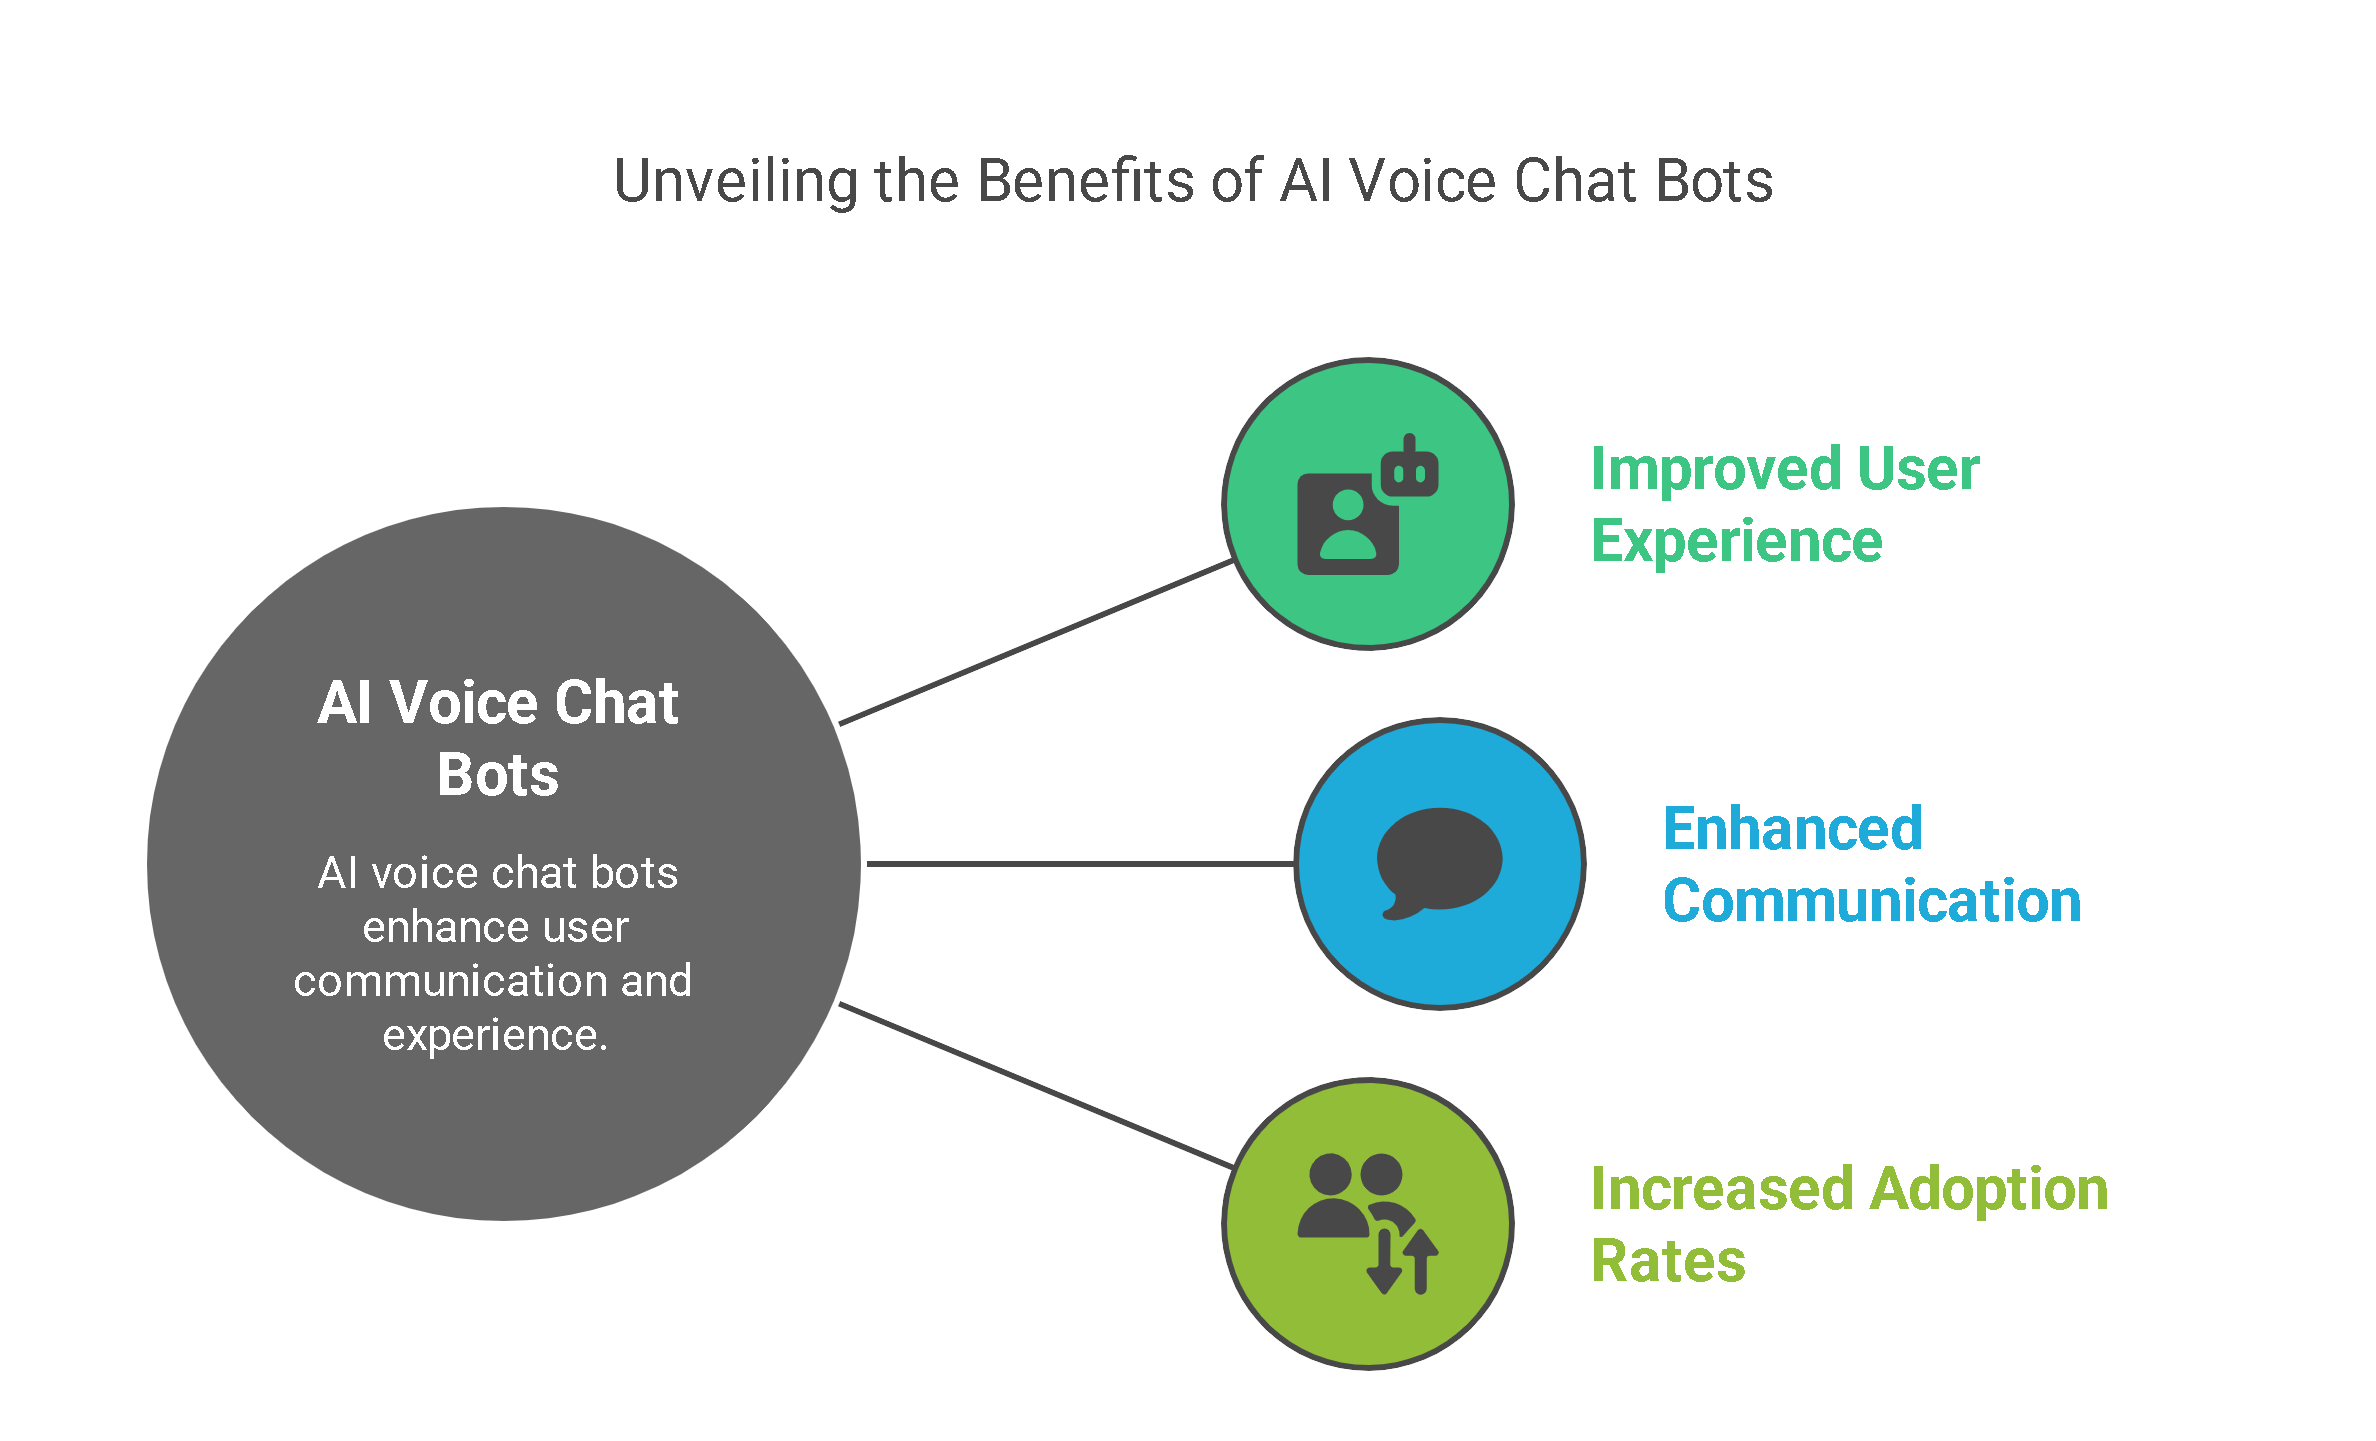 Unveiling the Benefits of AI Voice Chat Bots
AI Voice Chat
Bots
AI voice chat bots
enhance user
communication and
experience.
Improved User
Experience
Enhanced
Communication
Increased Adoption
Rates